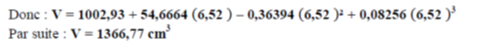 Donc : V = 1002,93 + 54,6664 (6,52 ) – 0,36394 (6,52 )² + 0,08256 (6,52 )³
Par suite : V = 1366,77 cm³